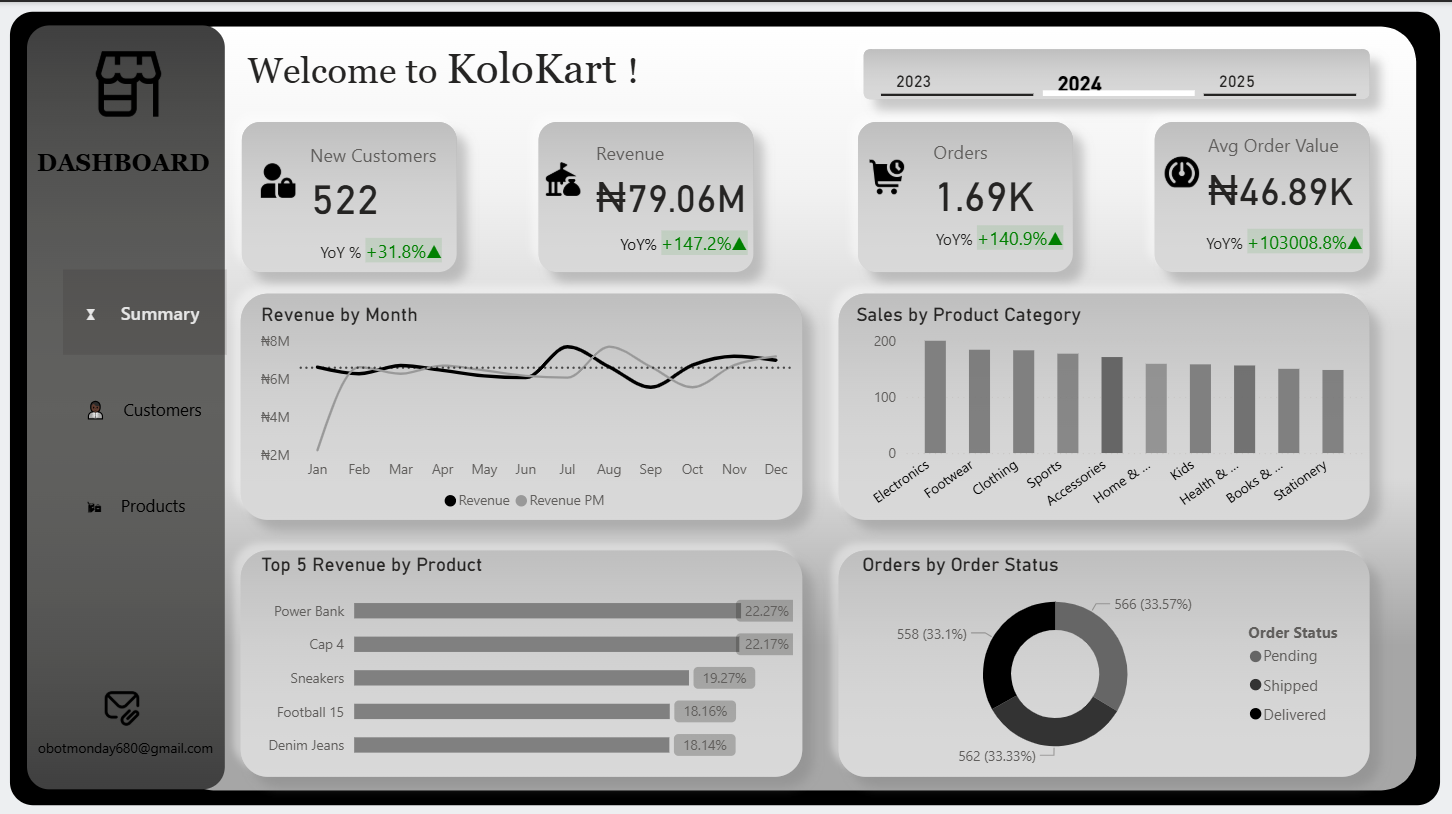 Welcome to KoloKart !
2023
2024
2025
DASHBOARD
Summary
Customers
Products
obotmonday680@gmail.com
New Customers
522
YoY % +31.8%▲
Revenue
₦79.06M
YoY% +147.2%▲
Orders
1.69K
YoY% +140.9%▲
Avg Order Value
₦46.89K
YoY% +103008.8%▲
Revenue by Month
₦8M
₦6M
₦4M
₦2M
Jan Feb Mar Apr May Jun Jul Aug Sep Oct Nov Dec
Revenue Revenue PM
Sales by Product Category
200
100
0
Electronics
Footwear
Clothing
Sports
Accessories
Home & ...
Kids
Health & ...
Books & ...
Stationery
Top 5 Revenue by Product
Power Bank 22.27%
Cap 4 22.17%
Sneakers 19.27%
Football 15 18.16%
Denim Jeans 18.14%
Orders by Order Status
566 (33.57%)
558 (33.1%)
562 (33.33%)
Order Status
Pending
Shipped
Delivered